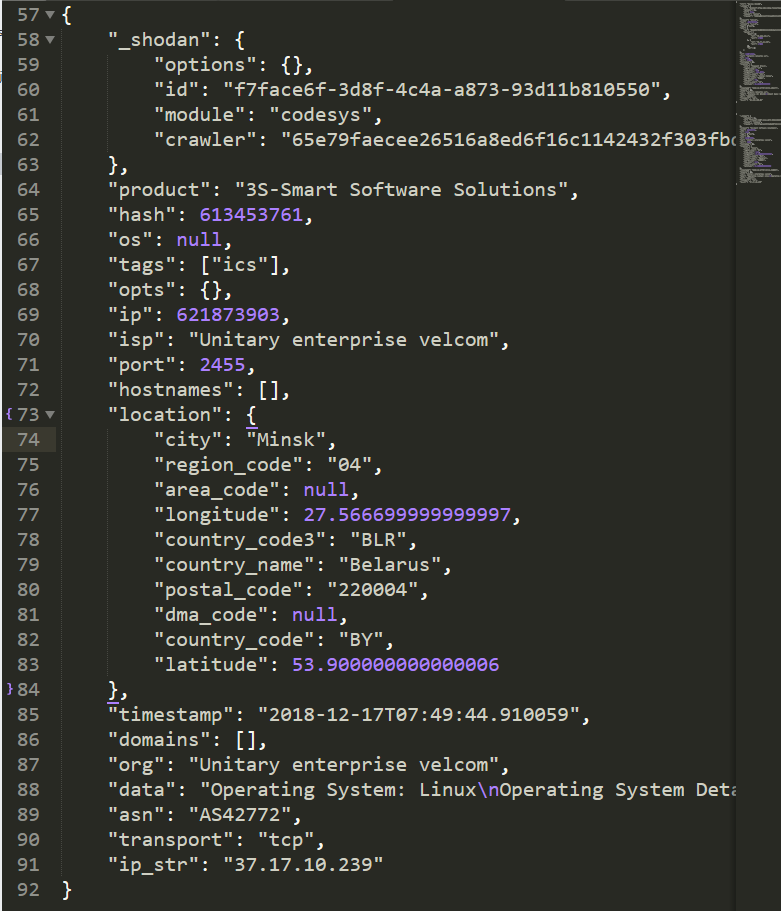 57 {
58 "_shodan": {
59 "options": {},
60 "id": "f7face6f-3d8f-4c4a-a873-93d11b810550",
61 "module": "codesys",
62 "crawler": "65e79faecee26516a8ed6f16c1142432f303fbc
63 },
64 "product": "3S-Smart Software Solutions",
65 "hash": 613453761,
66 "os": null,
67 "tags": ["ics"],
68 "opts": {},
69 "ip": 621873903,
70 "isp": "Unitary enterprise velcom",
71 "port": 2455,
72 "hostnames": [],
{ 73 "location": {
74 "city": "Minsk",
75 "region_code": "04",
76 "area_code": null,
77 "longitude": 27.566699999999997,
78 "country_code3": "BLR",
79 "country_name": "Belarus",
80 "postal_code": "220004",
81 "dma_code": null,
82 "country_code": "BY",
83 "latitude": 53.900000000000006
} 84 },
85 "timestamp": "2018-12-17T07:49:44.910059",
86 "domains": [],
87 "org": "Unitary enterprise velcom",
88 "data": "Operating System: Linux\nOperating System Deta
89 "asn": "AS42772",
90 "transport": "tcp",
91 "ip_str": "37.17.10.239"
92 }